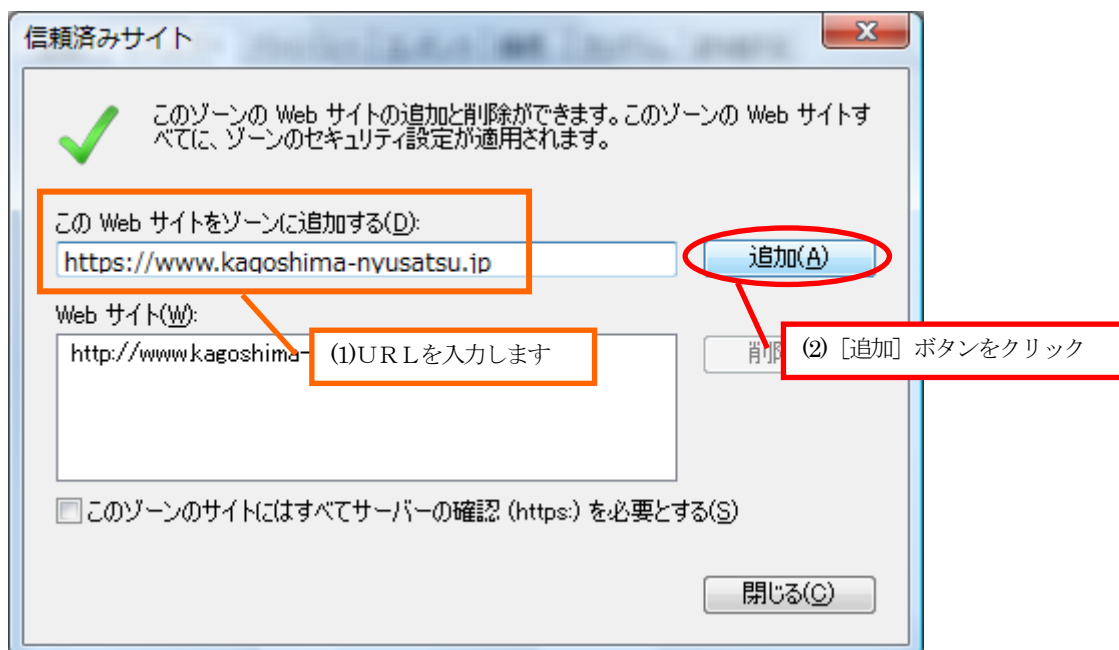 信頼済みサイト
このゾーンの Web サイトの追加と削除ができます。このゾーンの Web サイトす
べてに、ゾーンのセキュリティ設定が適用されます。
この Web サイトをゾーンに追加する(D):
https://www.kagoshima-nyusatsu.jp
追加(A)
Web サイト(W):
http://www.kagoshima-
(1)URLを入力します
削除
(2)［追加］ボタンをクリック
このゾーンのサイトにはすべてサーバーの確認 (https:) を必要とする(S)
閉じる(C)